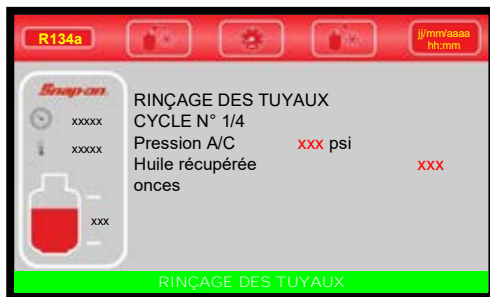 R134a
jj/mm/aaaa
hh:mm
Snap-on
xxxxx
xxxxx
xxx
RINÇAGE DES TUYAUX
CYCLE N° 1/4
Pression A/C xxx psi
Huile récupérée xxx
onces
RINÇAGE DES TUYAUX